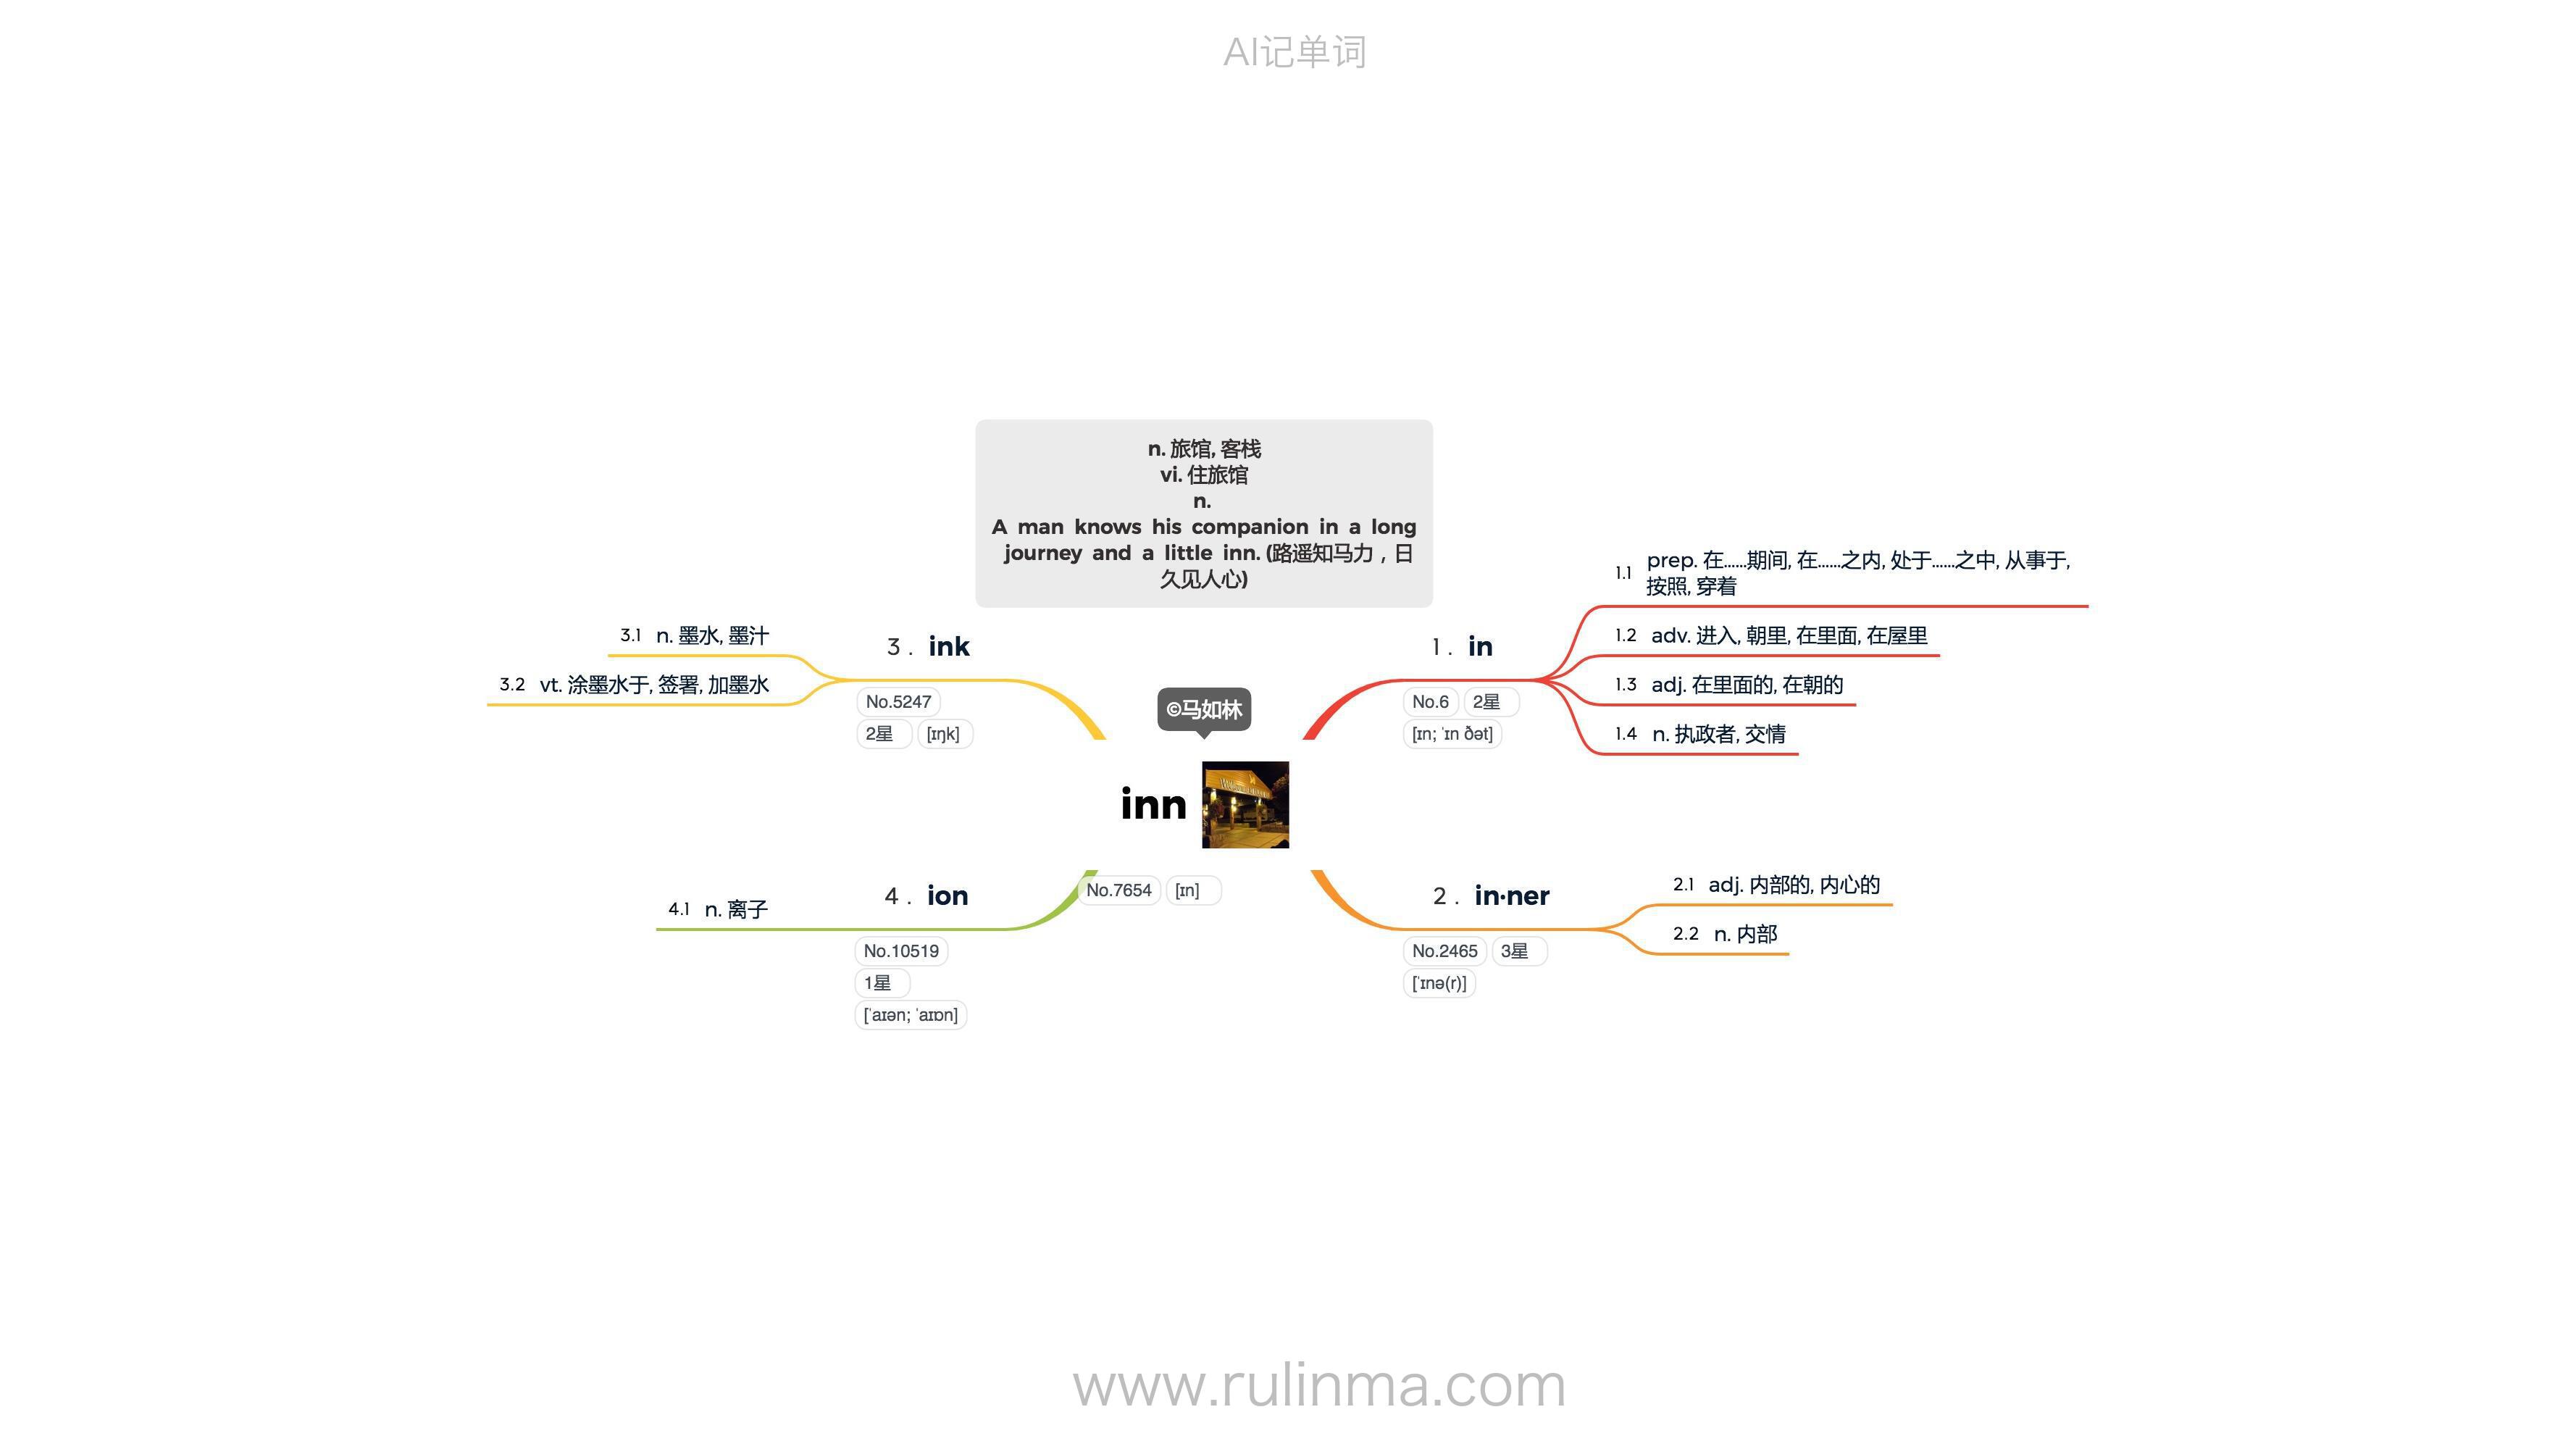 AI记单词
n. 旅馆, 客栈
vi. 住旅馆
n.
A man knows his companion in a long
journey and a little inn. (路遥知马力，日
久见人心)
©马如林
inn
No.7654 [ɪn]
1. in
No.6 2星
[ɪn; ˈɪn ðət]
1.1 prep. 在……期间, 在……之内, 处于……之中, 从事于,
按照, 穿着
1.2 adv. 进入, 朝里, 在里面, 在屋里
1.3 adj. 在里面的, 在朝的
1.4 n. 执政者, 交情
2. in·ner
No.2465 3星
[ˈɪnə(r)]
2.1 adj. 内部的, 内心的
2.2 n. 内部
3. ink
No.5247
2星 [ɪŋk]
3.1 n. 墨水, 墨汁
3.2 vt. 涂墨水于, 签署, 加墨水
4. ion
No.10519
1星
[ˈaɪən; ˈaɪɒn]
4.1 n. 离子
www.rulinma.com